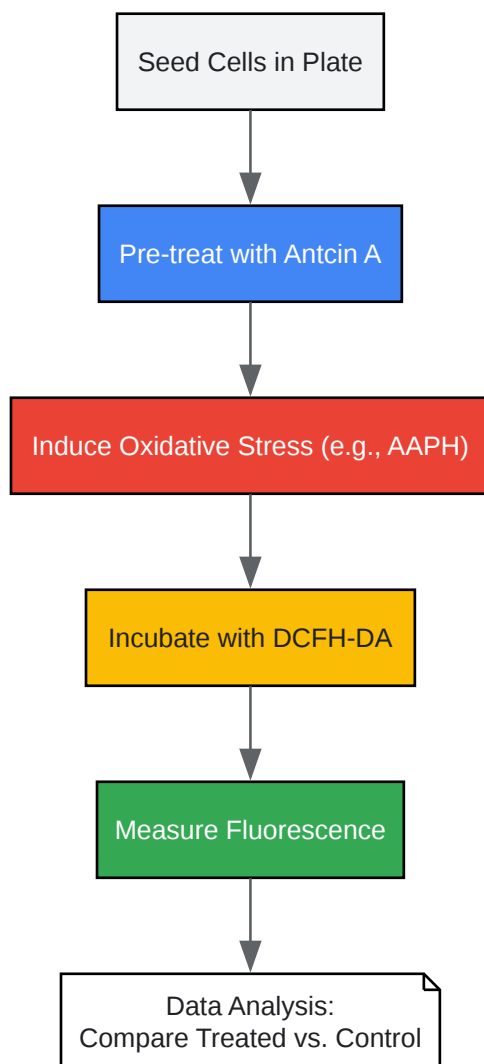 Seed Cells in Plate
Pre-treat with Antcin A
Induce Oxidative Stress (e.g., AAPH)
Incubate with DCFH-DA
Measure Fluorescence
Data Analysis:
Compare Treated vs. Control